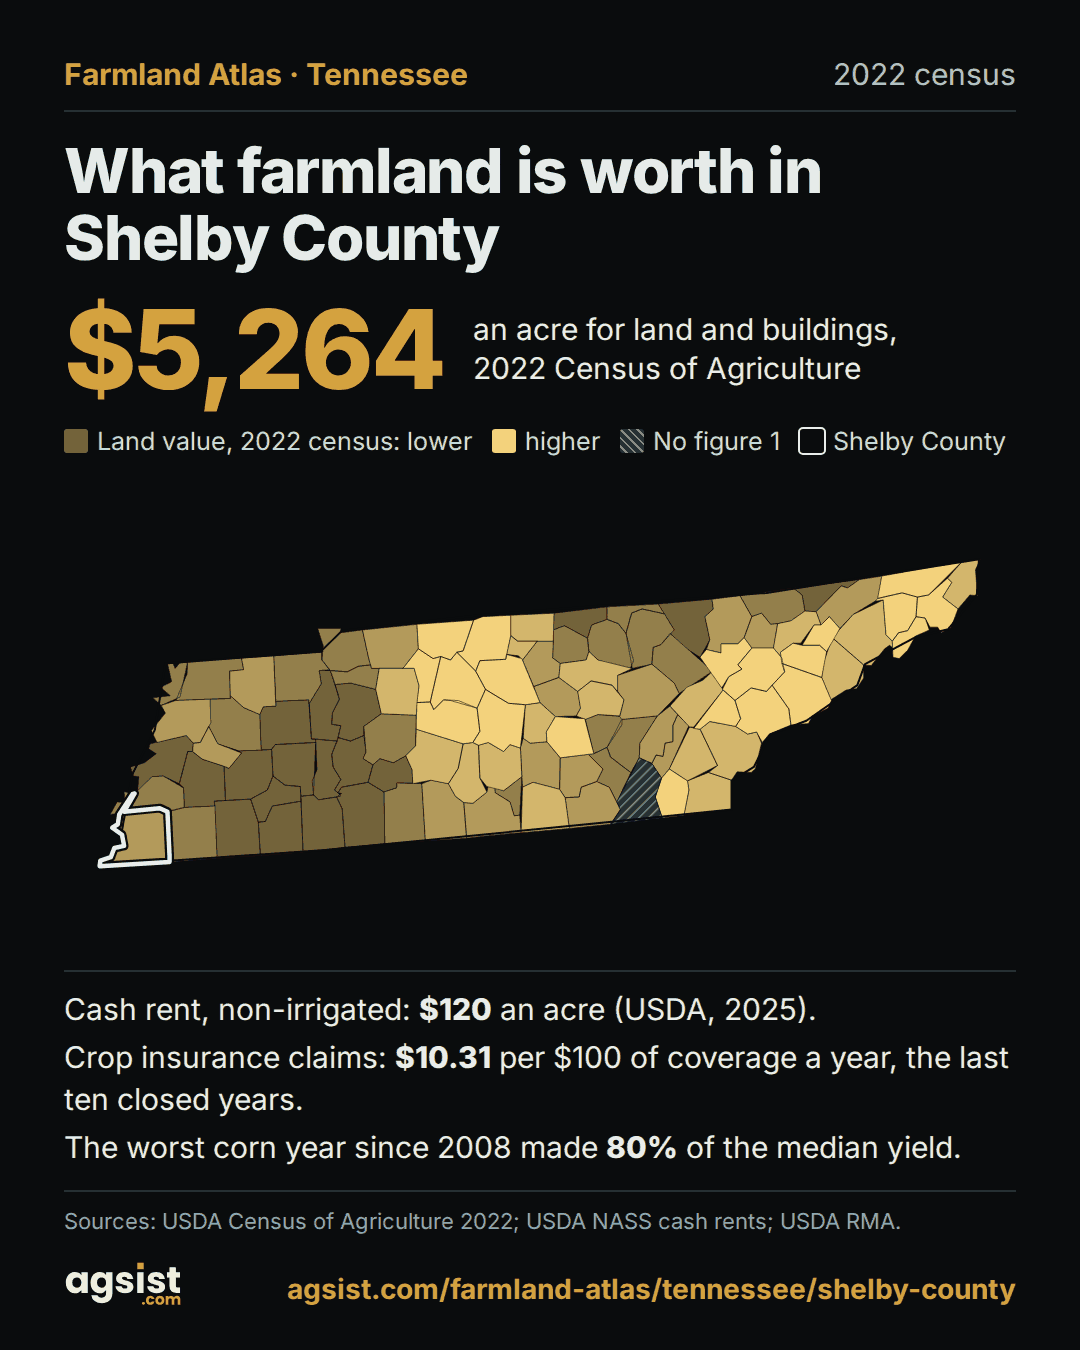 Farmland Atlas · Tennessee
2022 census
What farmland is worth in
Shelby County
$5,264
an acre for land and buildings,
2022 Census of Agriculture
Land value, 2022 census: lower
higher
No figure 1
Shelby County
Cash rent, non-irrigated: $120 an acre (USDA, 2025).
Crop insurance claims: $10.31 per $100 of coverage a year, the last
ten closed years.
The worst corn year since 2008 made 80% of the median yield.
Sources: USDA Census of Agriculture 2022; USDA NASS cash rents; USDA RMA.
agsist
.com
agsist.com/farmland-atlas/tennessee/shelby-county